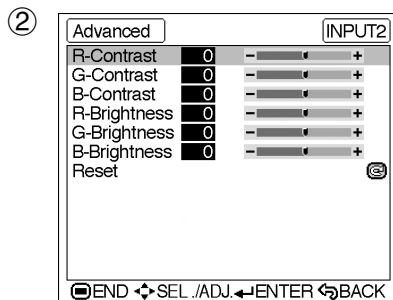 ②
Advanced INPUT2
R-Contrast 0 - +
G-Contrast 0 - +
B-Contrast 0 - +
R-Brightness 0 - +
G-Brightness 0 - +
B-Brightness 0 - +
Reset
END SEL./ADJ. ENTER BACK